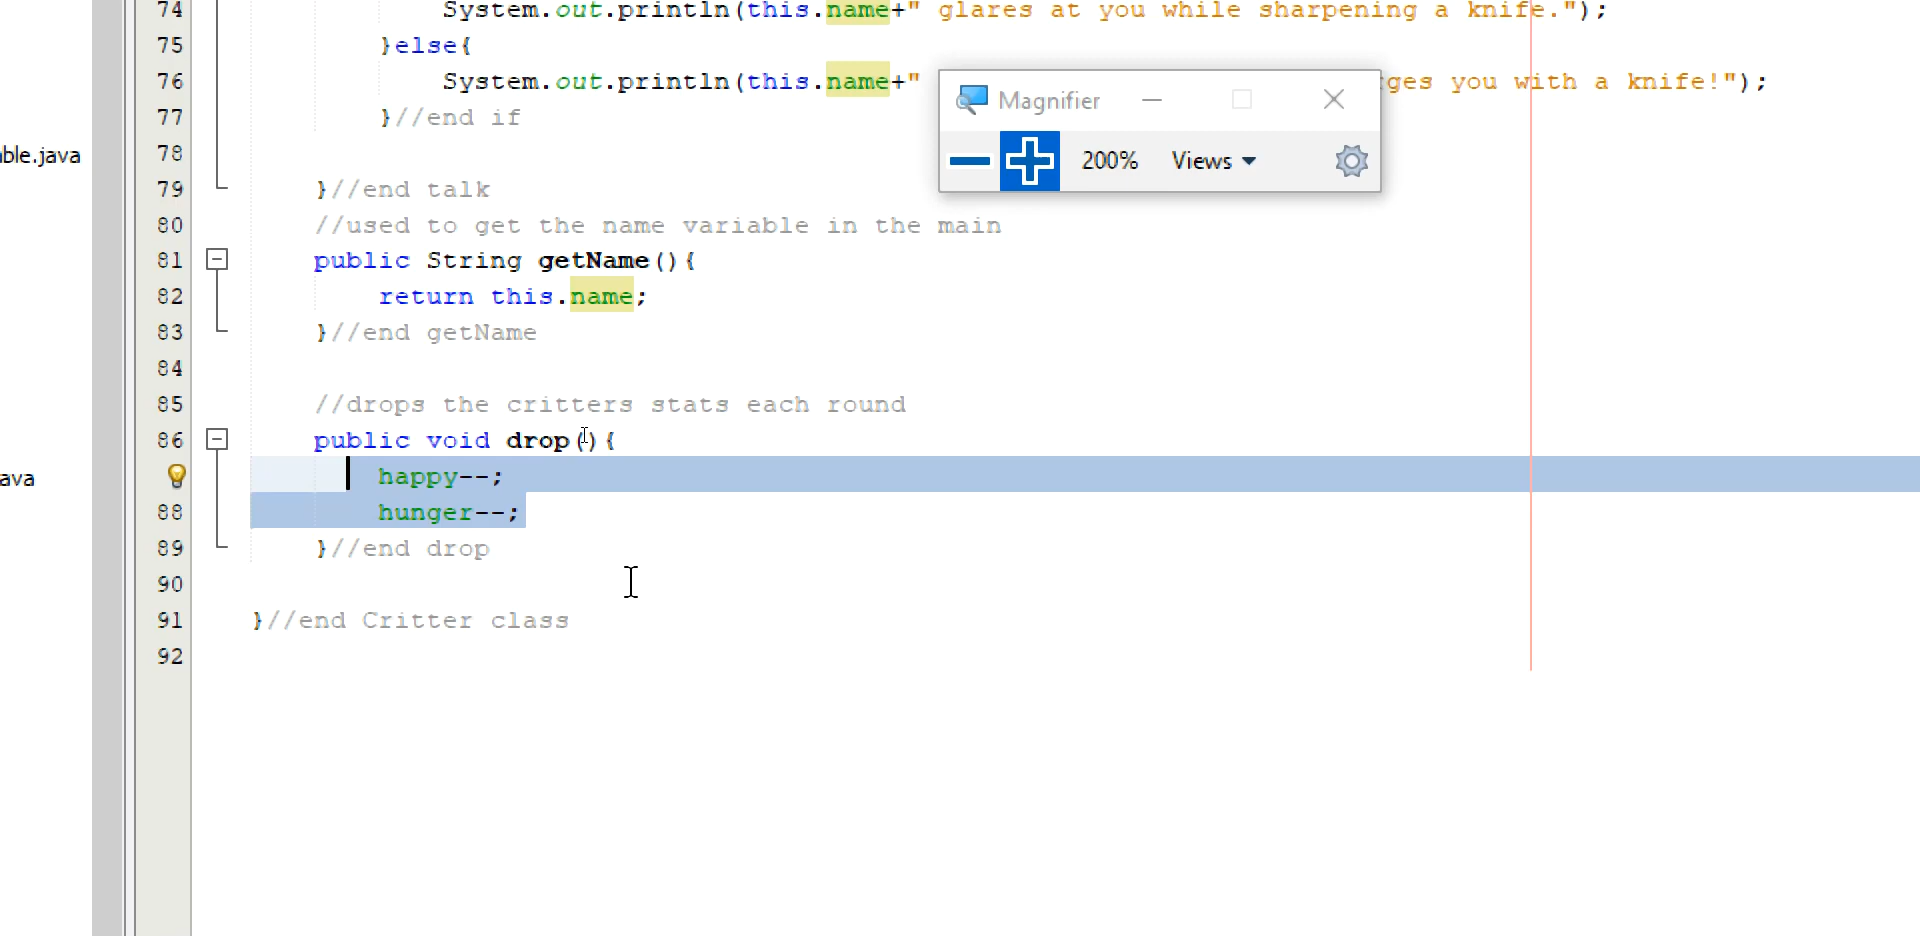 74 System.out.println(this.name+" glares at you while sharpening a knife.");
75 }else{
76 System.out.println(this.name+" ges you with a knife!");
Magnifier
77 }//end if
200% Views
ble.java
78
79 }//end talk
80 //used to get the name variable in the main
81 public String getName(){
82 return this.name;
83 }//end getName
84
85 //drops the critters stats each round
86 public void drop(){
ava
happy--;
88 hunger--;
89 }//end drop
90
91 }//end Critter class
92